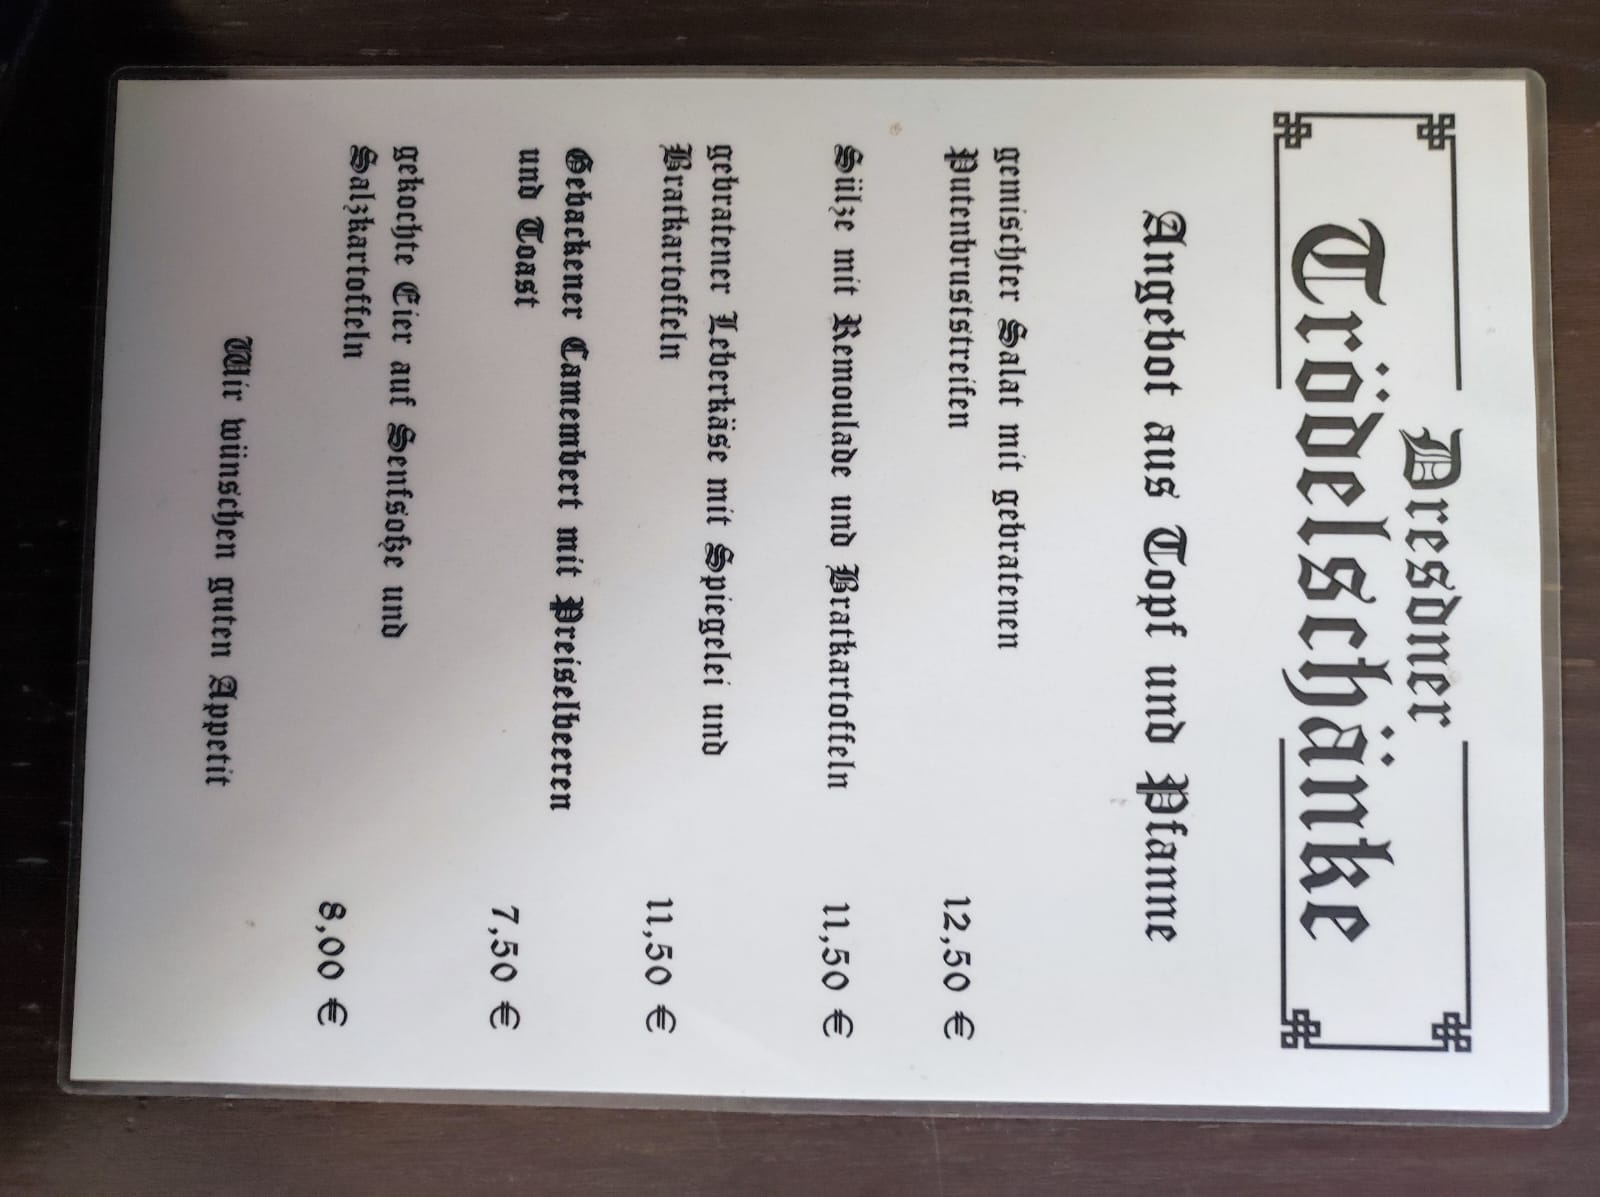 Dresdner
Trödelschänke
Angebot aus Topf und Pfanne
gemischter Salat mit gebratenen
Putenbruststreifen 12,50 €
Sülze mit Remoulade und Bratkartoffeln 11,50 €
gebratener Leberkäse mit Spiegelei und
Bratkartoffeln 11,50 €
Gebackener Camembert mit Preiselbeeren
und Toast 7,50 €
gekochte Eier auf Senfsoße und
Salzkartoffeln 8,00 €
Wir wünschen guten Appetit